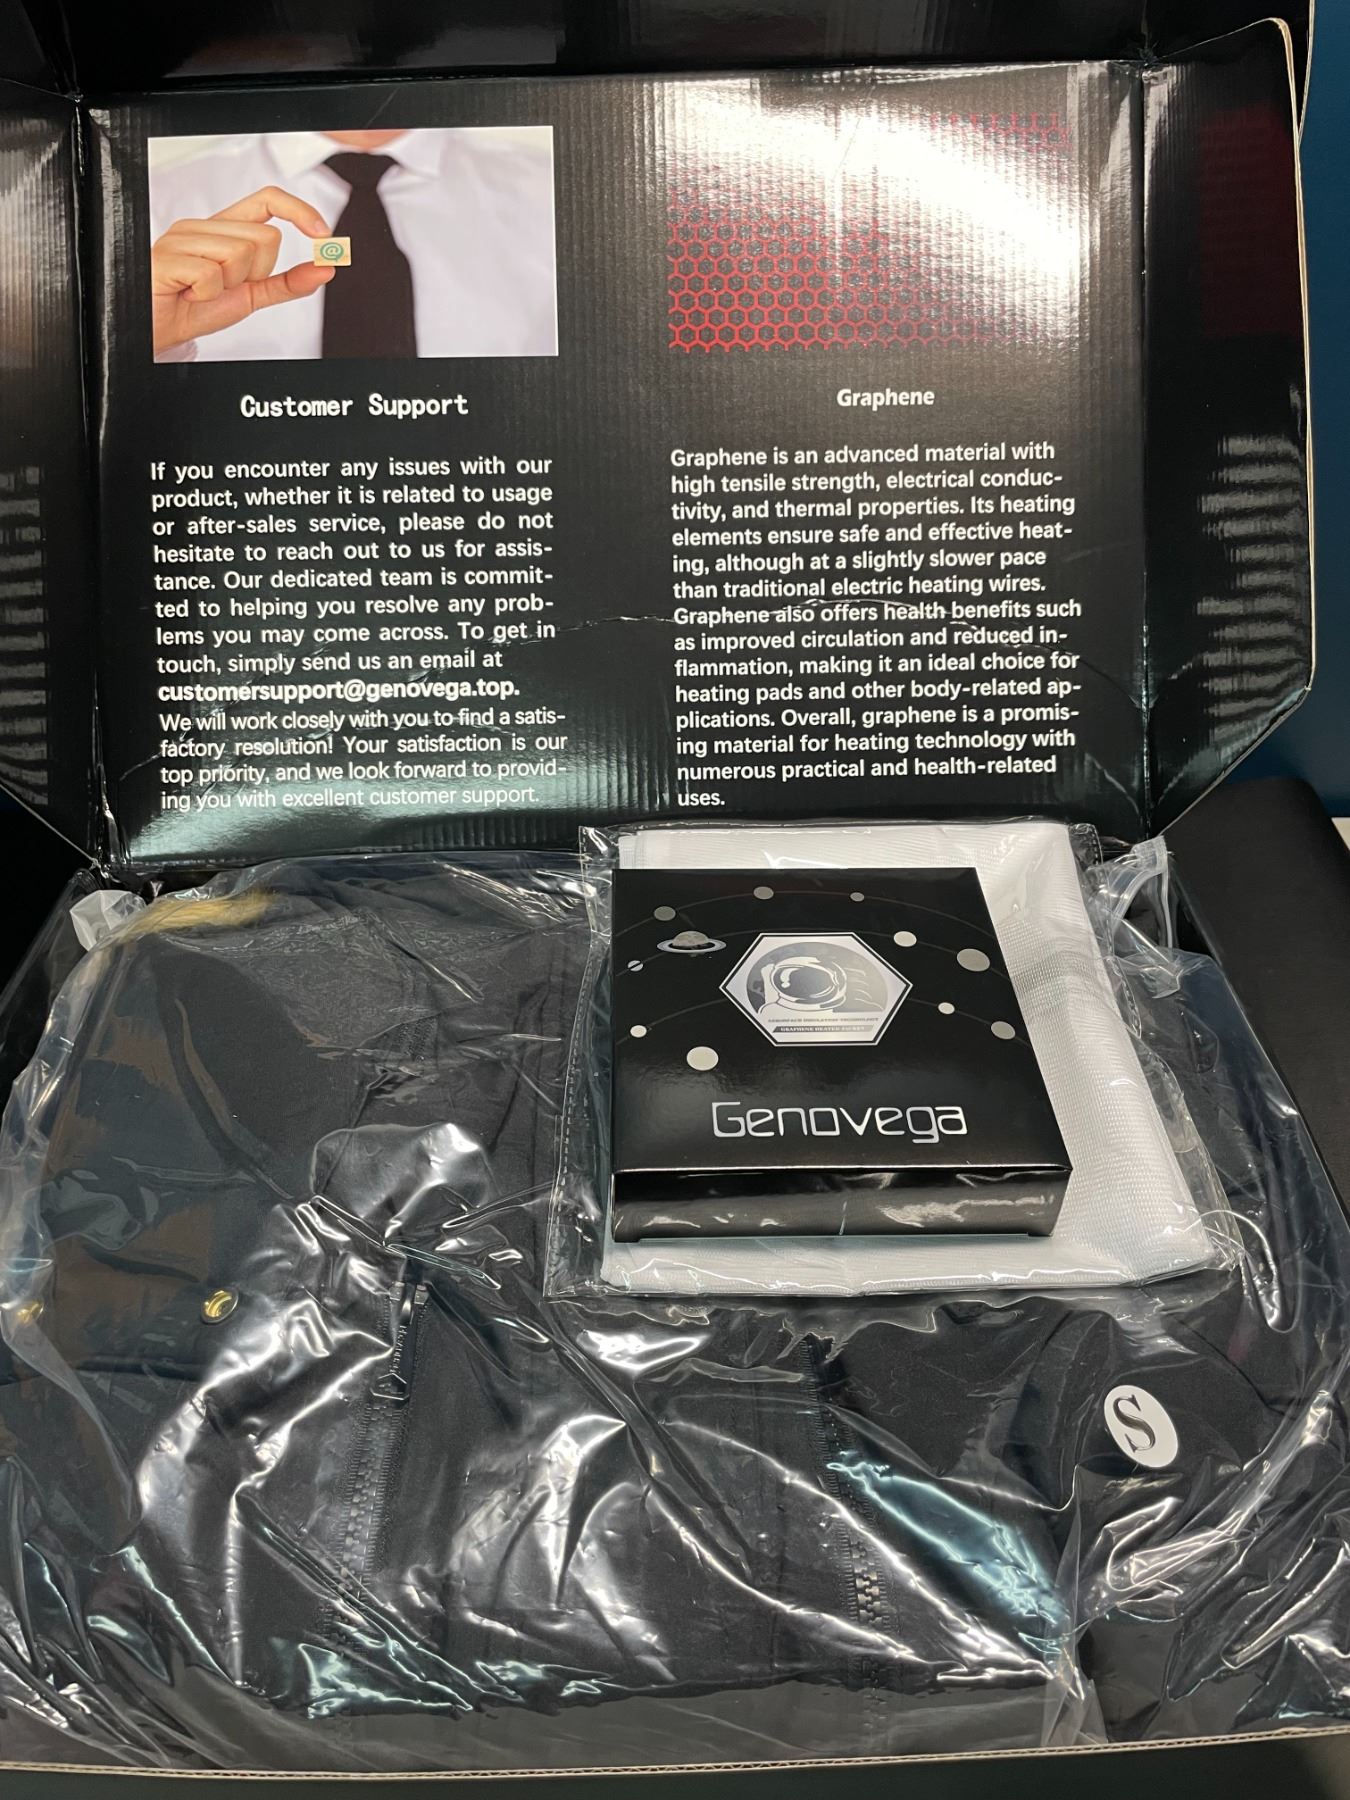 Customer Support
If you encounter any issues with our
product, whether it is related to usage
or after-sales service, please do not
hesitate to reach out to us for assis-
tance. Our dedicated team is commit-
ted to helping you resolve any prob-
lems you may come across. To get in
touch, simply send us an email at
customersupport@genovega.top.
We will work closely with you to find a satis-
factory resolution! Your satisfaction is our
top priority, and we look forward to provid-
ing you with excellent customer support.
Graphene
Graphene is an advanced material with
high tensile strength, electrical conduc-
tivity, and thermal properties. Its heating
elements ensure safe and effective heat-
ing, although at a slightly slower pace
than traditional electric heating wires.
Graphene also offers health benefits such
as improved circulation and reduced in-
flammation, making it an ideal choice for
heating pads and other body-related ap-
plications. Overall, graphene is a promis-
ing material for heating technology with
numerous practical and health-related
uses.
@
INSULATION TECHNOLOGY
GRAPHENE HEATED JACKET
Genovega
S